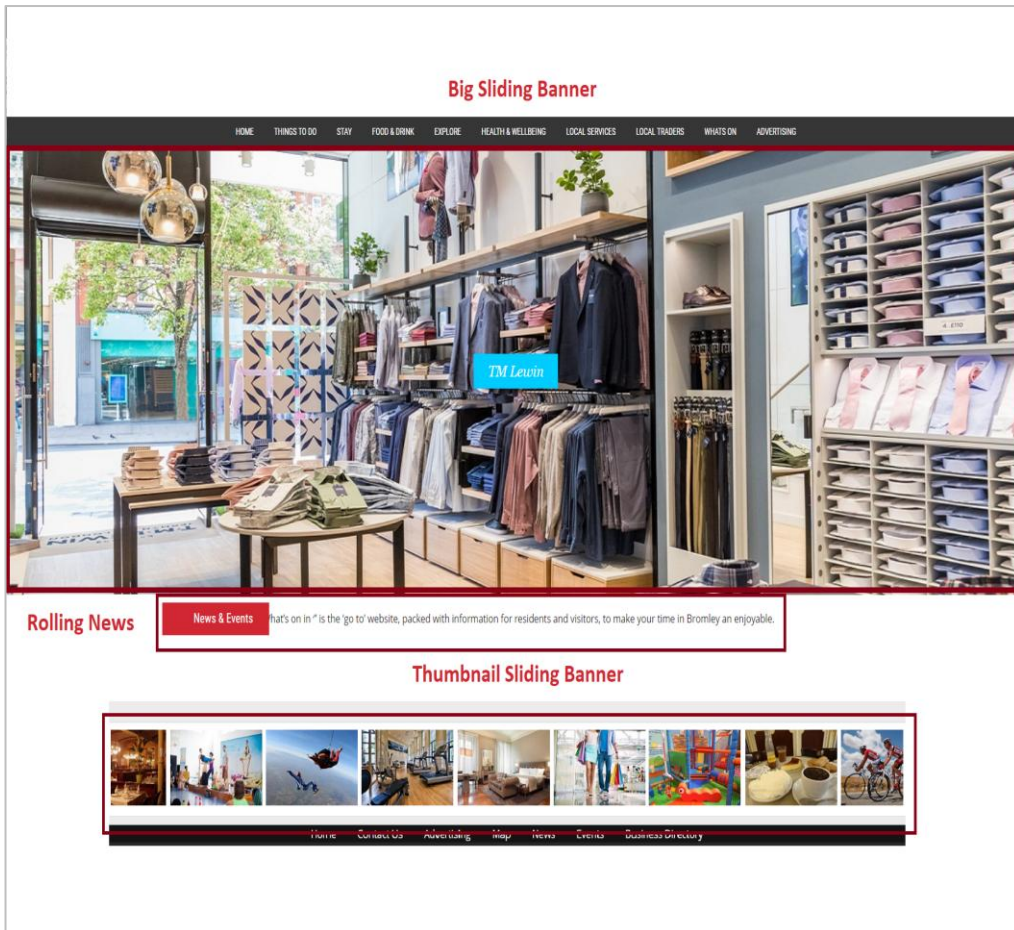 Big Sliding Banner
HOME THINGS TO DO STAY FOOD & DRINK EXPLORE HEALTH & WELLBEING LOCAL SERVICES LOCAL TRADERS WHATS ON ADVERTISING
TM Lewin
Rolling News
News & Events hat's on in " is the 'go to' website, packed with information for residents and visitors, to make your time in Bromley an enjoyable.
Thumbnail Sliding Banner
Home Contact Us Advertising Map News Events Business Directory